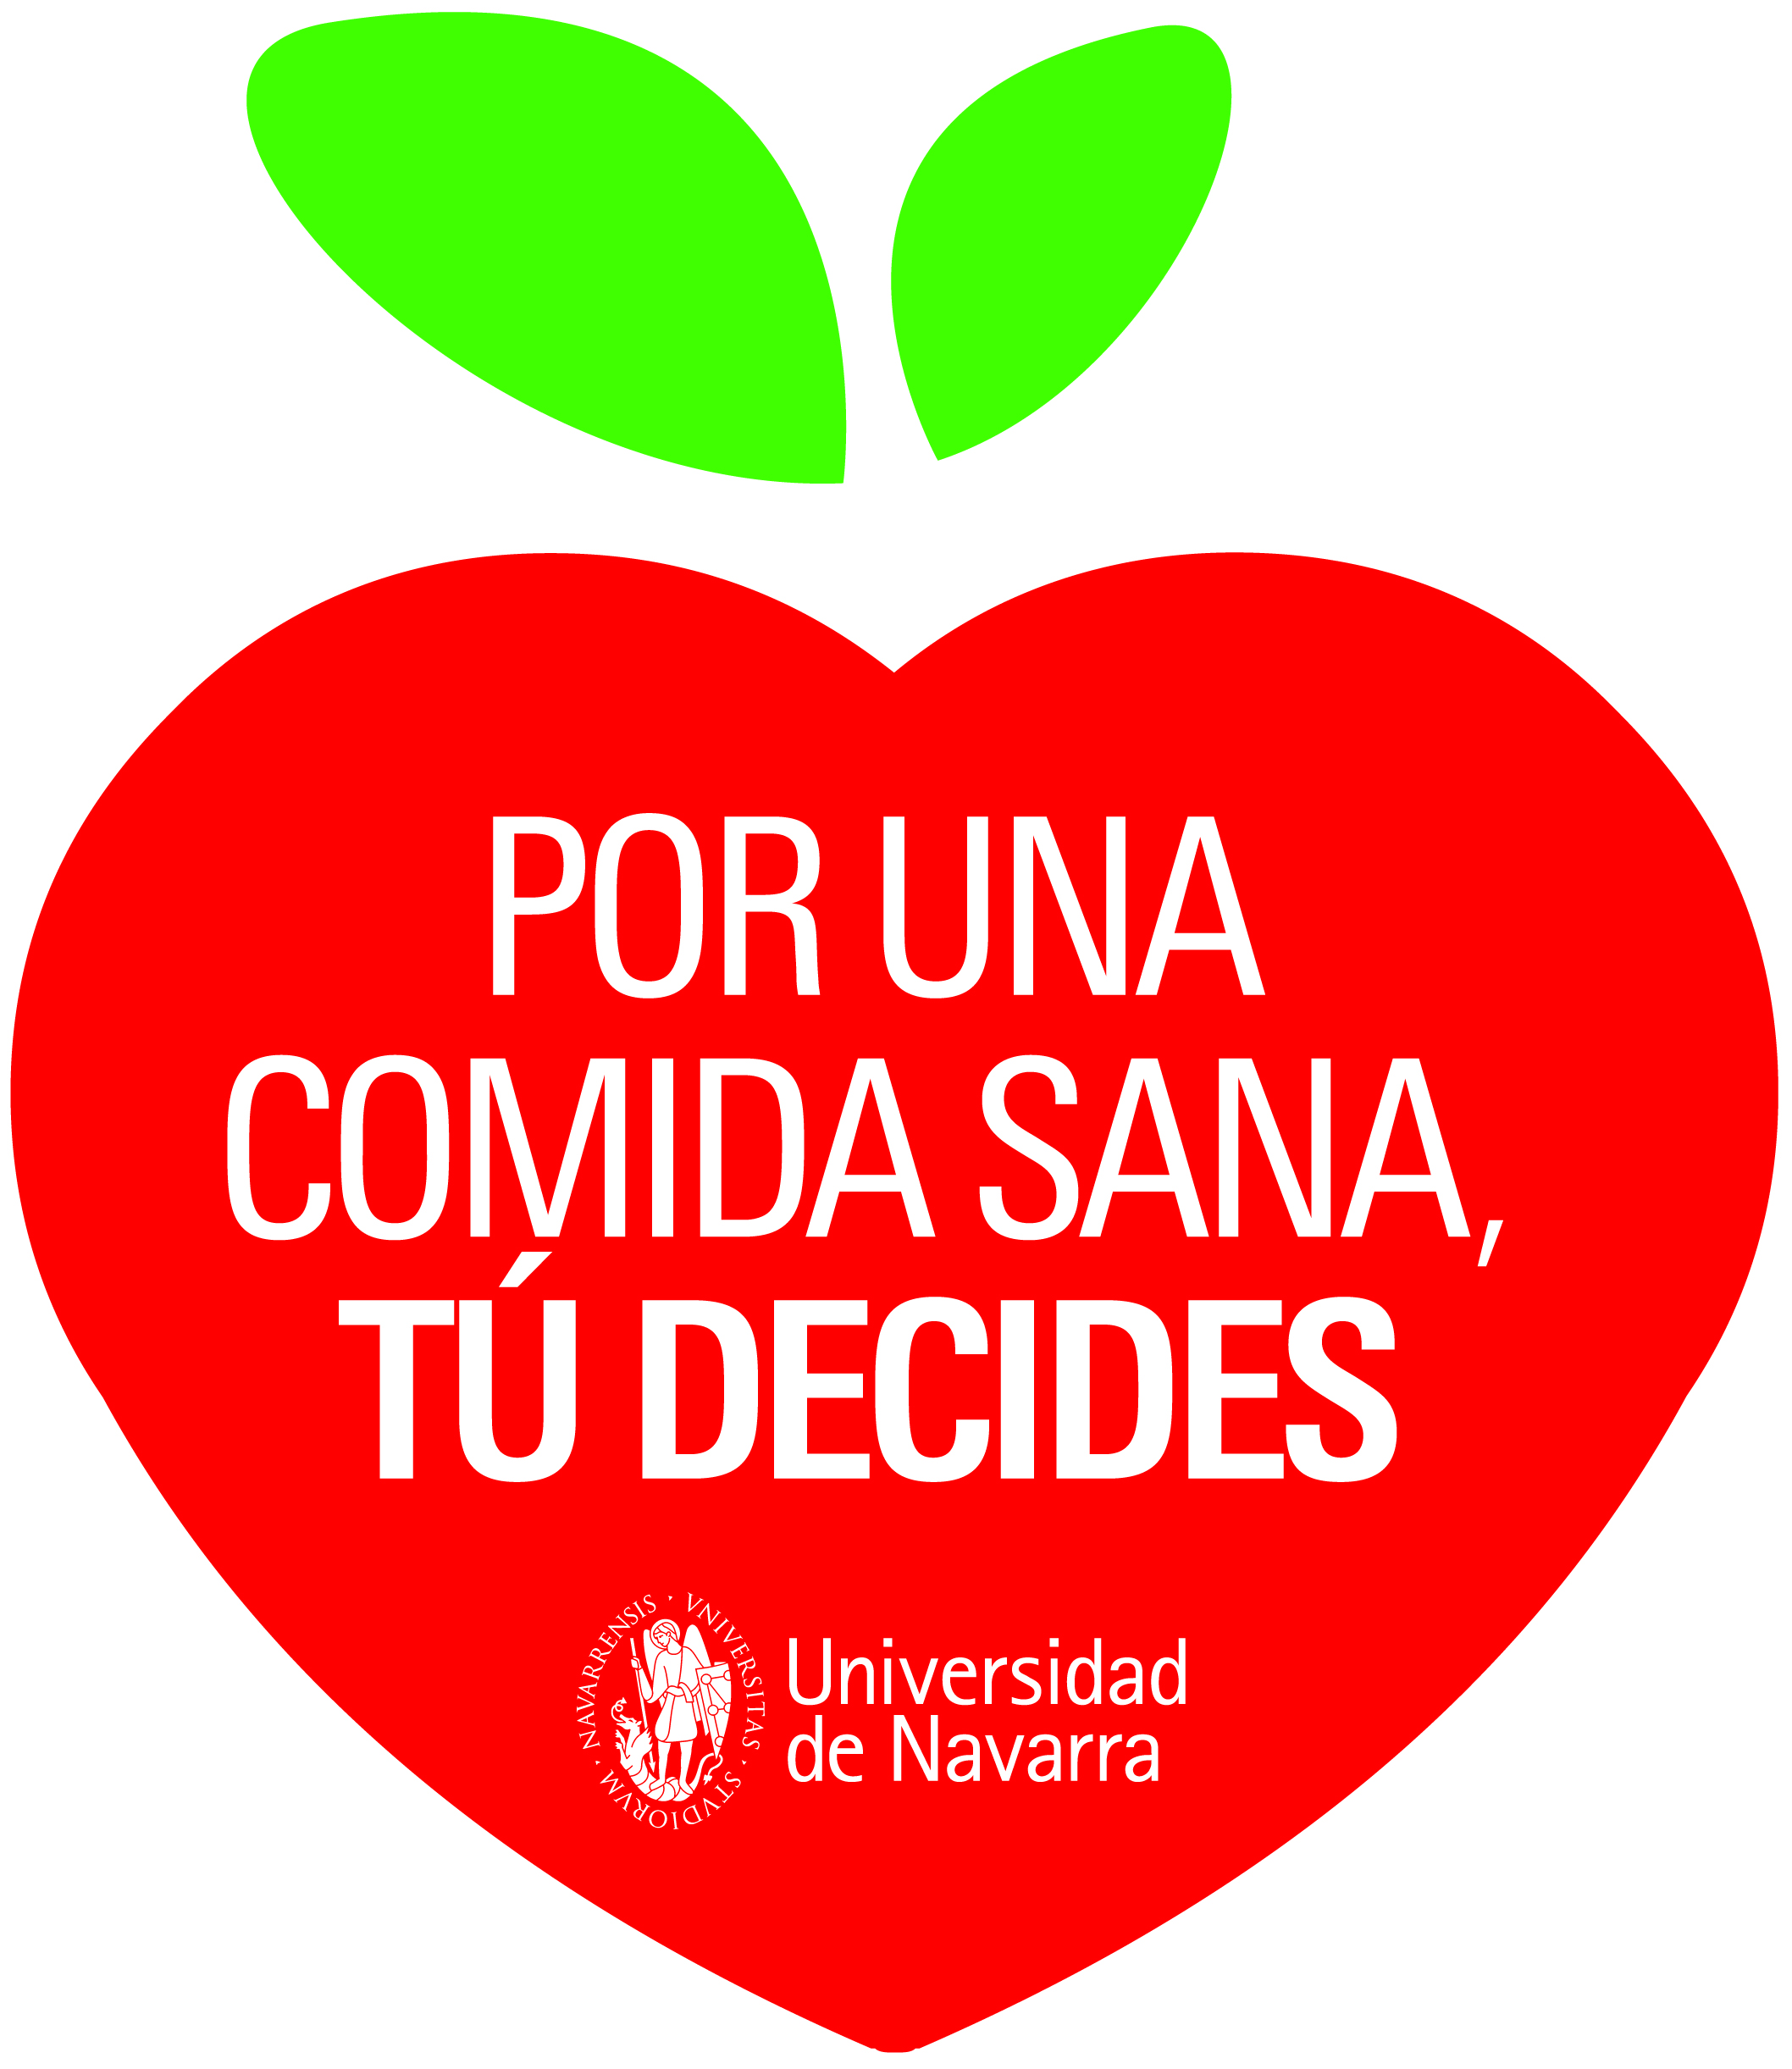 POR UNA
COMIDA SANA,
TÚ DECIDES
Universidad
de Navarra
VNIVERSITAS · STVDIORVM · NAVARRENSIS ·